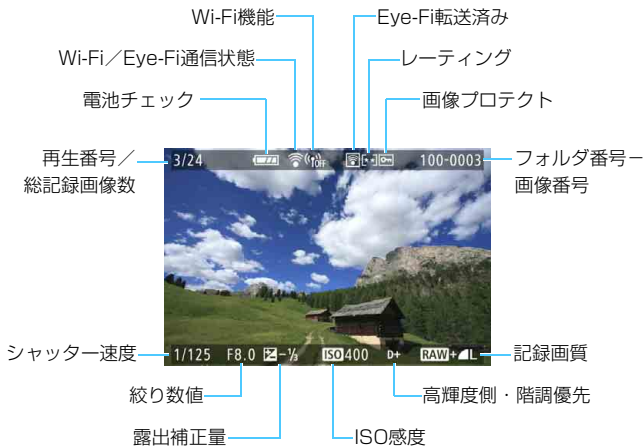 Wi-Fi機能
Eye-Fi転送済み
Wi-Fi／Eye-Fi通信状態
レーティング
電池チェック
画像プロテクト
再生番号／
総記録画像数
3/24
OFF
100-0003
フォルダ番号－
画像番号
シャッター速度
1/125 F8.0 -1/3 ISO400 D+ RAW+L
記録画質
絞り数値
高輝度側・階調優先
露出補正量
ISO感度